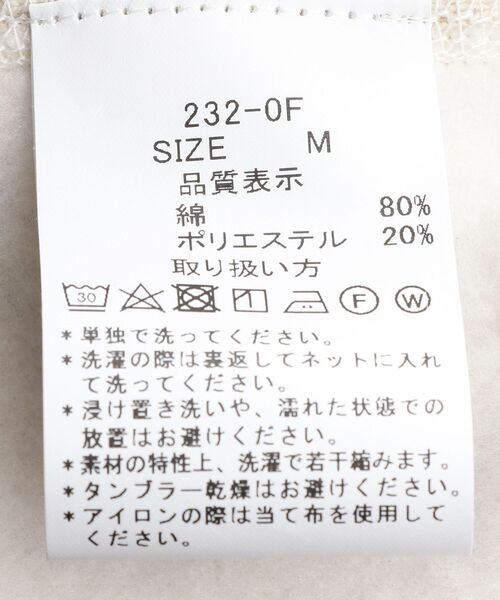 232-0F
SIZE M
品質表示
綿 80%
ポリエステル 20%
取り扱い方
30 1 F W
*単独で洗ってください。
*洗濯の際は裏返してネットに入れ
て洗ってください。
*浸け置き洗いや、濡れた状態での
放置はお避けください。
*素材の特性上、洗濯で若干縮みます。
*タンブラー乾燥はお避けください。
*アイロンの際は当て布を使用して
ください。